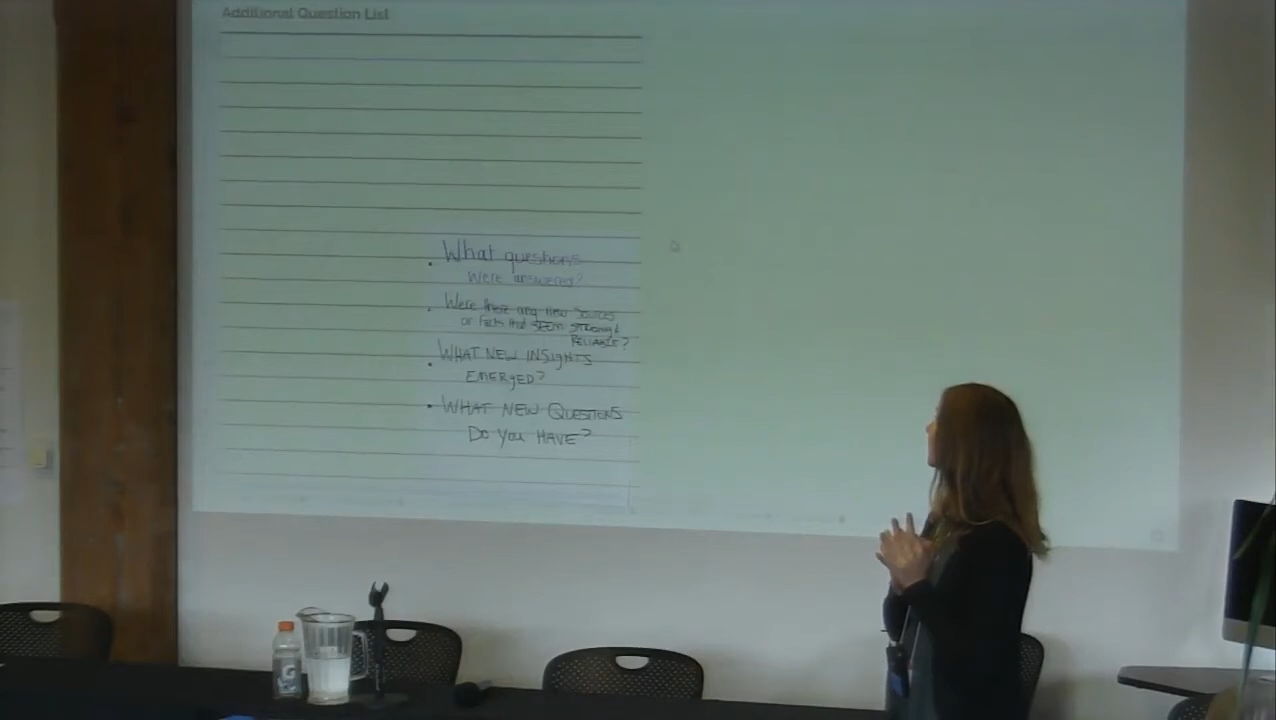 Additional Question List
• What questions
were answered?
• Were there any new sources
or facts that seem strong &
RELIABLE?
• WHAT NEW INSIGHTS
EMERGED?
• WHAT NEW QUESTIONS
DO YOU HAVE?
G